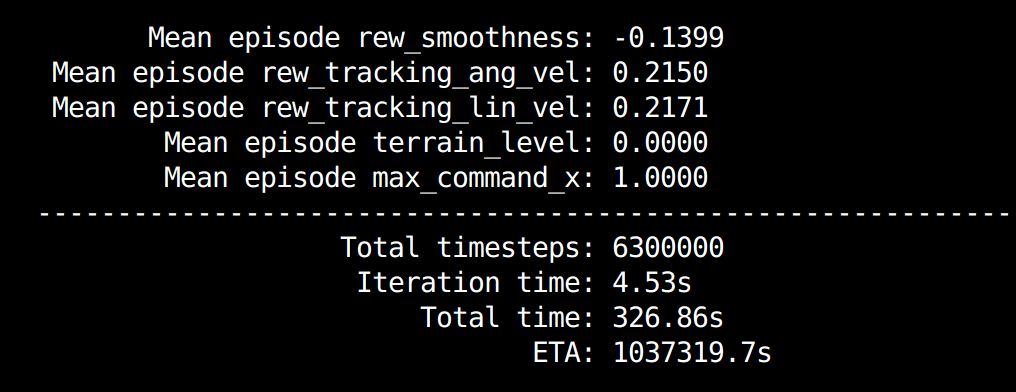 Mean episode rew_smoothness: -0.1399
Mean episode rew_tracking_ang_vel: 0.2150
Mean episode rew_tracking_lin_vel: 0.2171
Mean episode terrain_level: 0.0000
Mean episode max_command_x: 1.0000
-------------------------------------------------------------
Total timesteps: 6300000
Iteration time: 4.53s
Total time: 326.86s
ETA: 1037319.7s